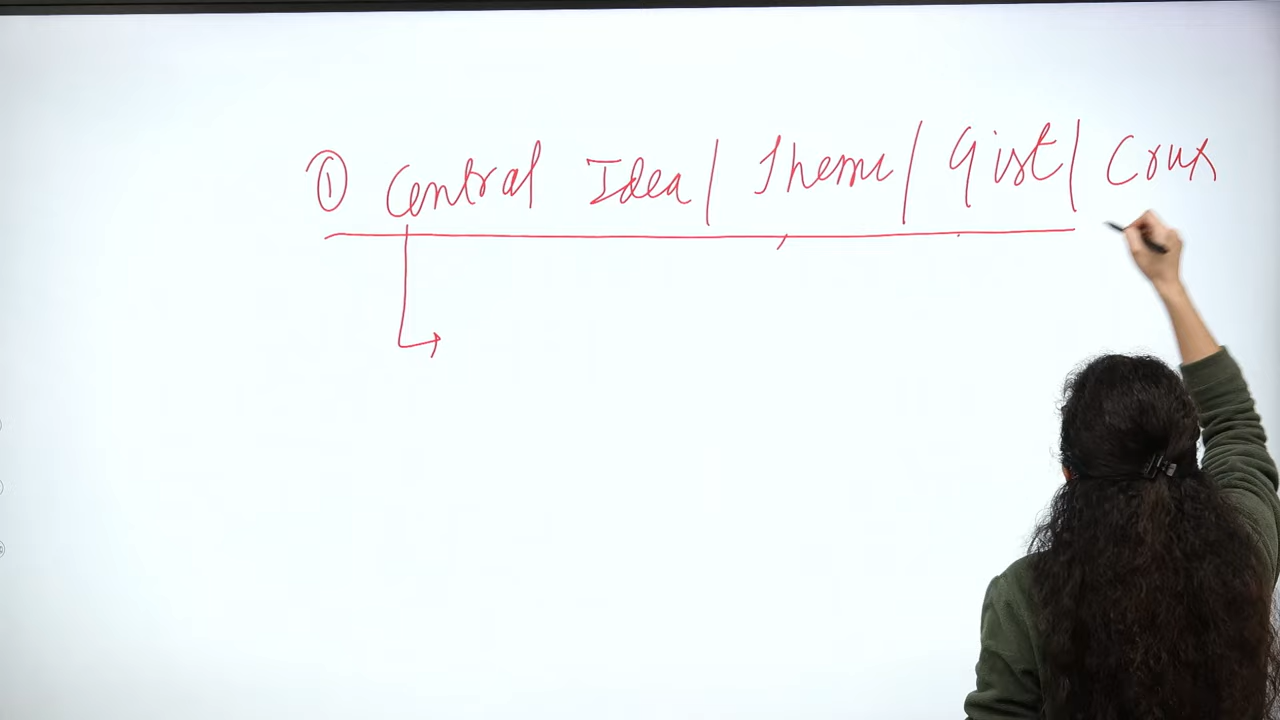 ① Central Idea / Theme / Gist / Crux